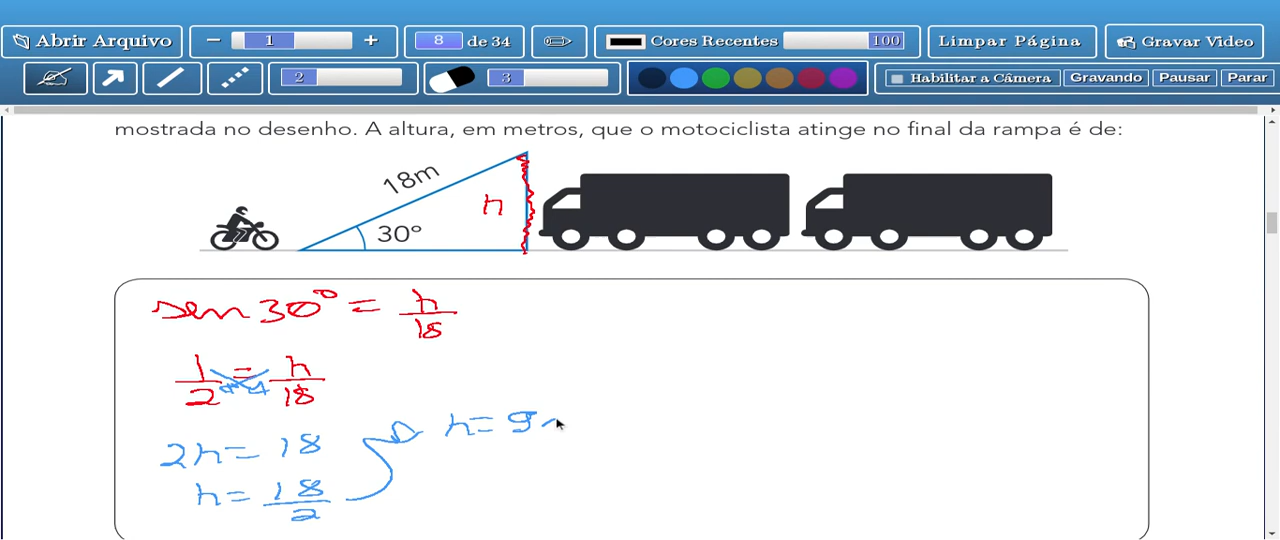 Abrir Arquivo − 1 + 8 de 34 Cores Recentes 100 Limpar Página Gravar Video
2 3 Habilitar a Câmera Gravando Pausar Parar
mostrada no desenho. A altura, em metros, que o motociclista atinge no final da rampa é de:
18m
h
30°
sen 30° = h/18
1/2 = h/18
h = 9
2h = 18
h = 18/2